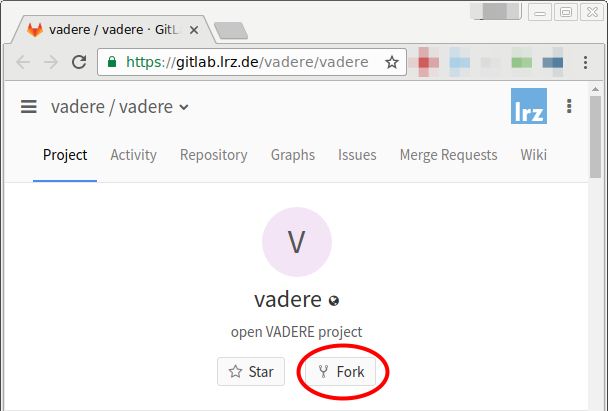 vadere / vadere · GitL
https://gitlab.lrz.de/vadere/vadere
vadere / vadere
lrz
Project Activity Repository Graphs Issues Merge Requests Wiki
V
vadere
open VADERE project
Star Fork